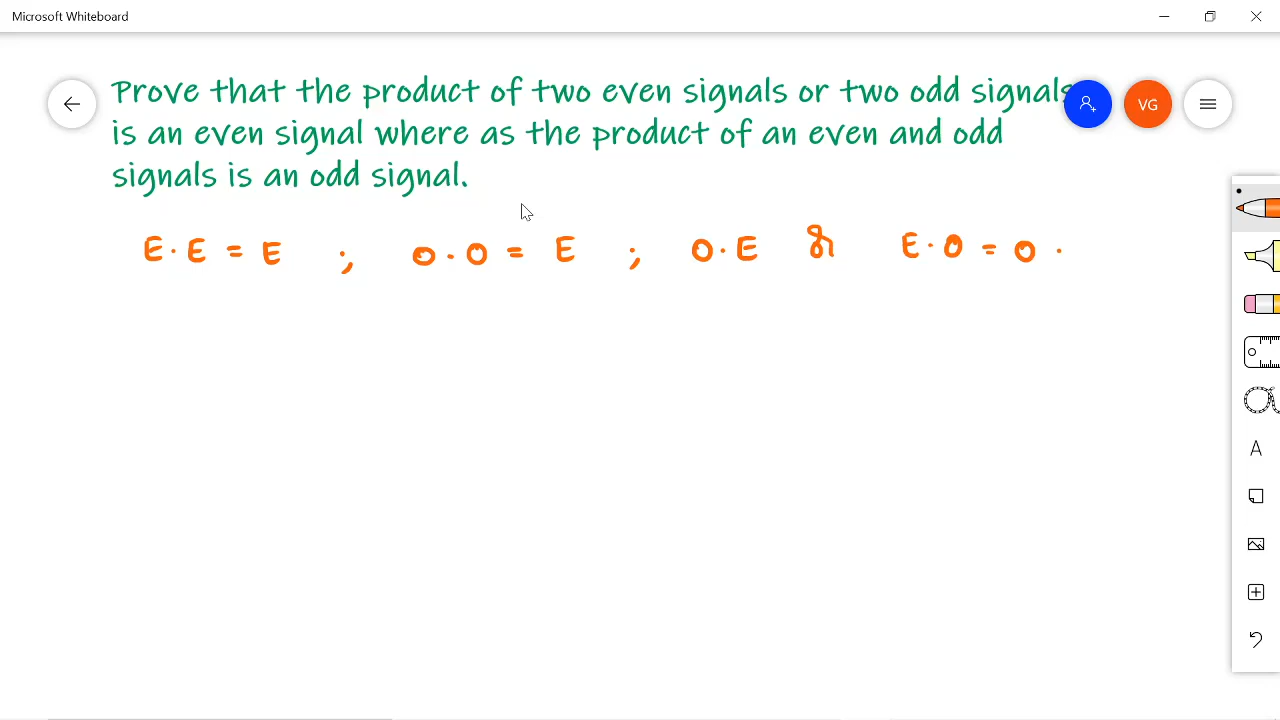 Microsoft Whiteboard
Prove that the product of two even signals or two odd signals
is an even signal where as the product of an even and odd
signals is an odd signal.
VG
E·E = E ; O·O = E ; O·E & E·O = O ·
A